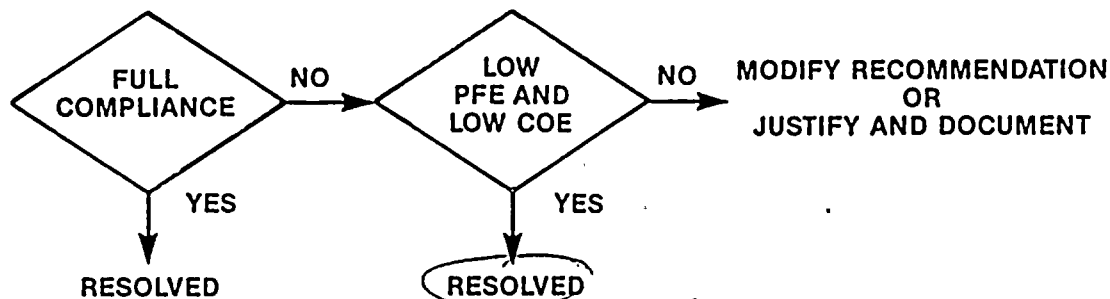 FULL
COMPLIANCE
NO
LOW
PFE AND
LOW COE
NO
MODIFY RECOMMENDATION
OR
JUSTIFY AND DOCUMENT
YES
YES
RESOLVED
RESOLVED